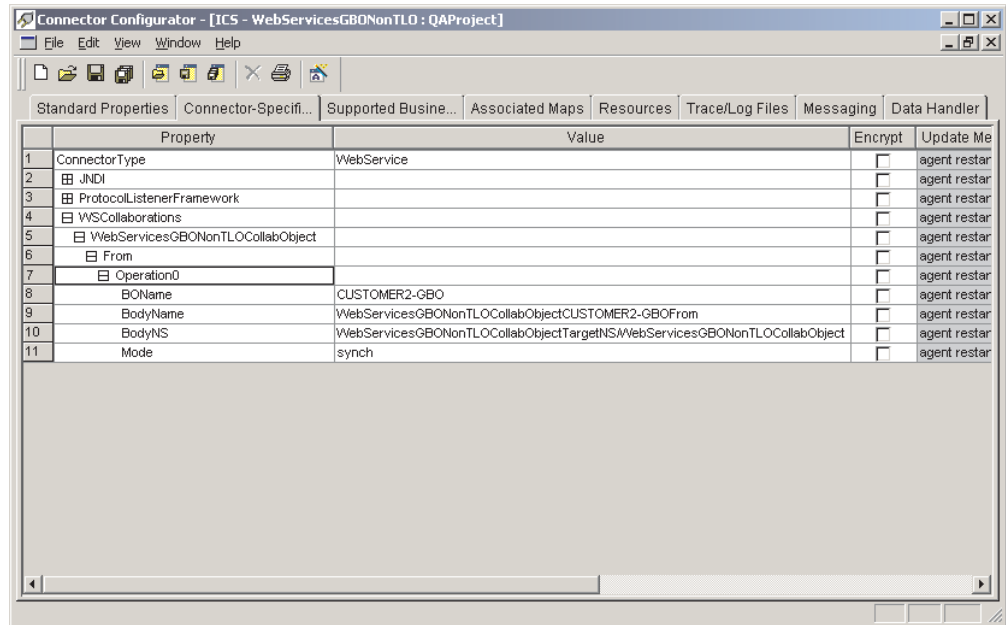 Connector Configurator - [ICS - WebServicesGBONonTLO : QAProject]
File Edit View Window Help
Standard Properties Connector-Specifi... Supported Busine... Associated Maps Resources Trace/Log Files Messaging Data Handler
Property Value Encrypt Update Me
1 ConnectorType WebService agent restar
2 JNDI agent restar
3 ProtocolListenerFramework agent restar
4 WSCollaborations agent restar
5 WebServicesGBONonTLOCollabObject agent restar
6 From agent restar
7 Operation0 agent restar
8 BOName CUSTOMER2-GBO agent restar
9 BodyName WebServicesGBONonTLOCollabObjectCUSTOMER2-GBOFrom agent restar
10 BodyNS WebServicesGBONonTLOCollabObjectTargetNS/WebServicesGBONonTLOCollabObject agent restar
11 Mode synch agent restar